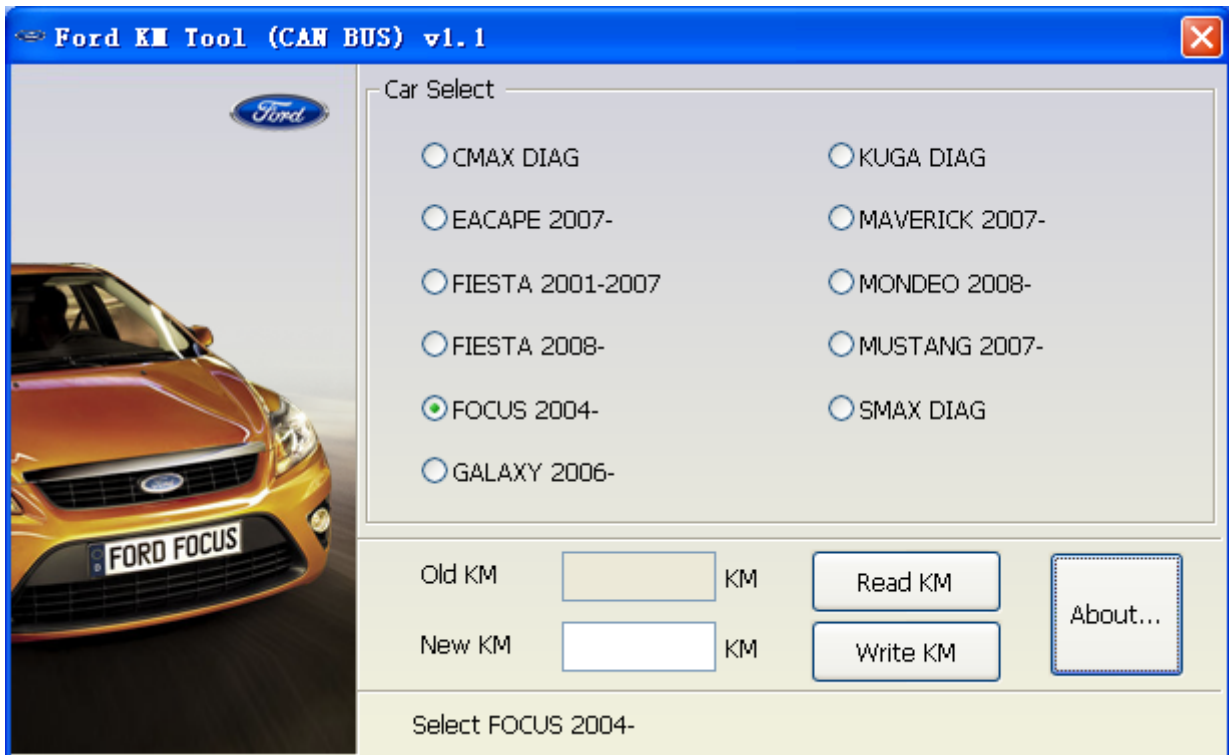 Ford KM Tool (CAN BUS) v1.1
Ford
Car Select
CMAX DIAG
KUGA DIAG
EACAPE 2007-
MAVERICK 2007-
FIESTA 2001-2007
MONDEO 2008-
FIESTA 2008-
MUSTANG 2007-
FOCUS 2004-
SMAX DIAG
GALAXY 2006-
FORD FOCUS
Old KM
KM
Read KM
About...
New KM
KM
Write KM
Select FOCUS 2004-